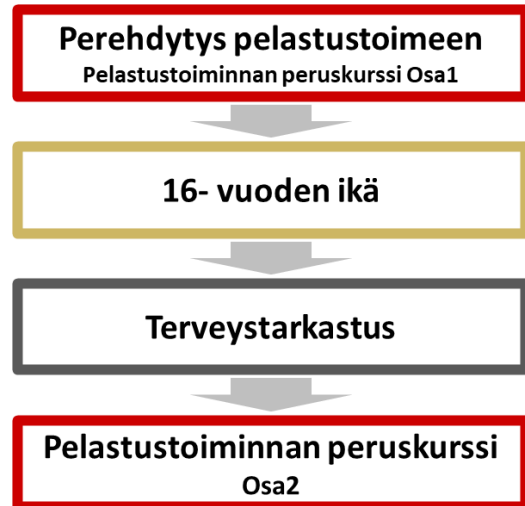 Perehdytys pelastustoimeen
Pelastustoiminnan peruskurssi Osa1
16- vuoden ikä
Terveystarkastus
Pelastustoiminnan peruskurssi
Osa2